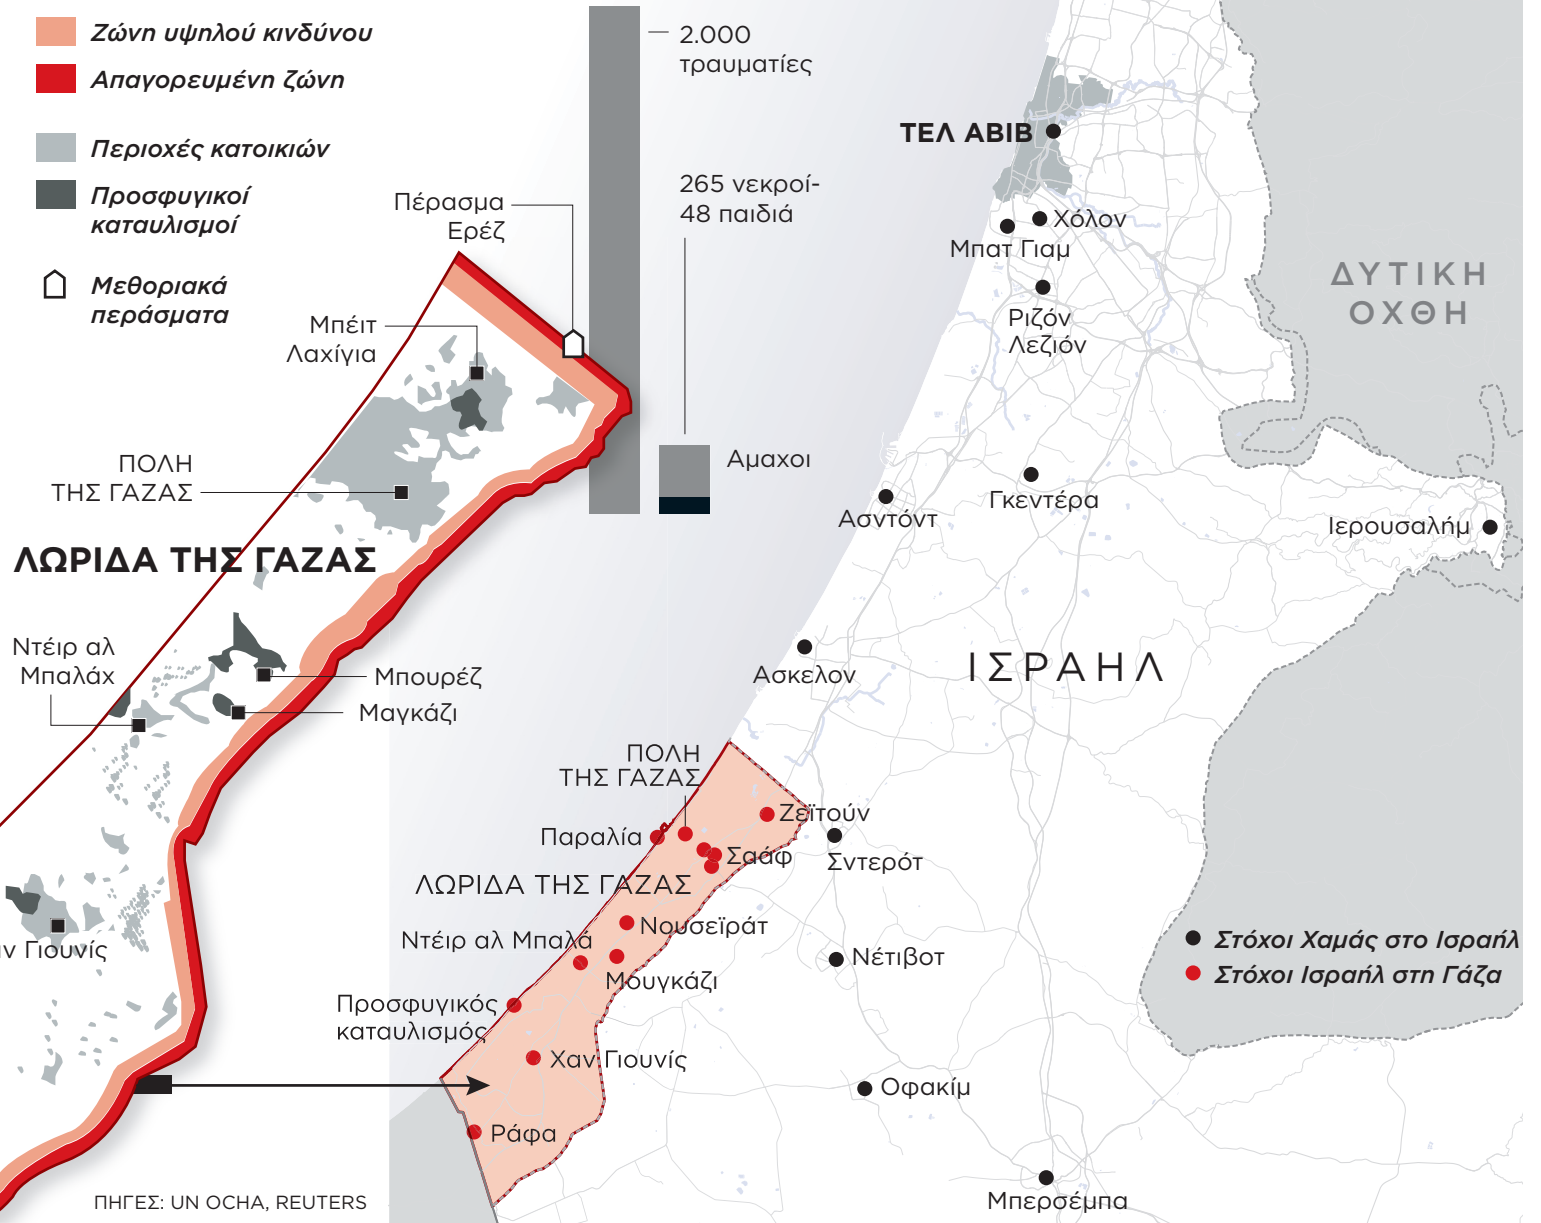 Ζώνη υψηλού κινδύνου
Απαγορευμένη ζώνη
Περιοχές κατοικιών
Προσφυγικοί
καταυλισμοί
Μεθοριακά
περάσματα
2.000
τραυματίες
265 νεκροί-
48 παιδιά
Αμαχοι
Πέρασμα
Ερέζ
Μπέιτ
Λαχίγια
ΠΟΛΗ
ΤΗΣ ΓΑΖΑΣ
ΛΩΡΙΔΑ ΤΗΣ ΓΑΖΑΣ
Ντέιρ αλ
Μπαλάχ
Μπουρέζ
Μαγκάζι
ν Γιουνίς
ΤΕΛ ΑΒΙΒ
Χόλον
Μπατ Γιαμ
Ριζόν
Λεζιόν
ΔΥΤΙΚΗ
ΟΧΘΗ
Γκεντέρα
Ασντόντ
Ιερουσαλήμ
Ασκελον
ΙΣΡΑΗΛ
ΠΟΛΗ
ΤΗΣ ΓΑΖΑΣ
Ζεϊτούν
Παραλία
Σαάφ
Σντερότ
ΛΩΡΙΔΑ ΤΗΣ ΓΑΖΑΣ
Νουσεϊράτ
Ντέιρ αλ Μπαλά
Μουγκάζι
Νέτιβοτ
Στόχοι Χαμάς στο Ισραήλ
Στόχοι Ισραήλ στη Γάζα
Προσφυγικός
καταυλισμός
Χαν Γιουνίς
Οφακίμ
Ράφα
Μπερσέμπα
ΠΗΓΕΣ: UN OCHA, REUTERS